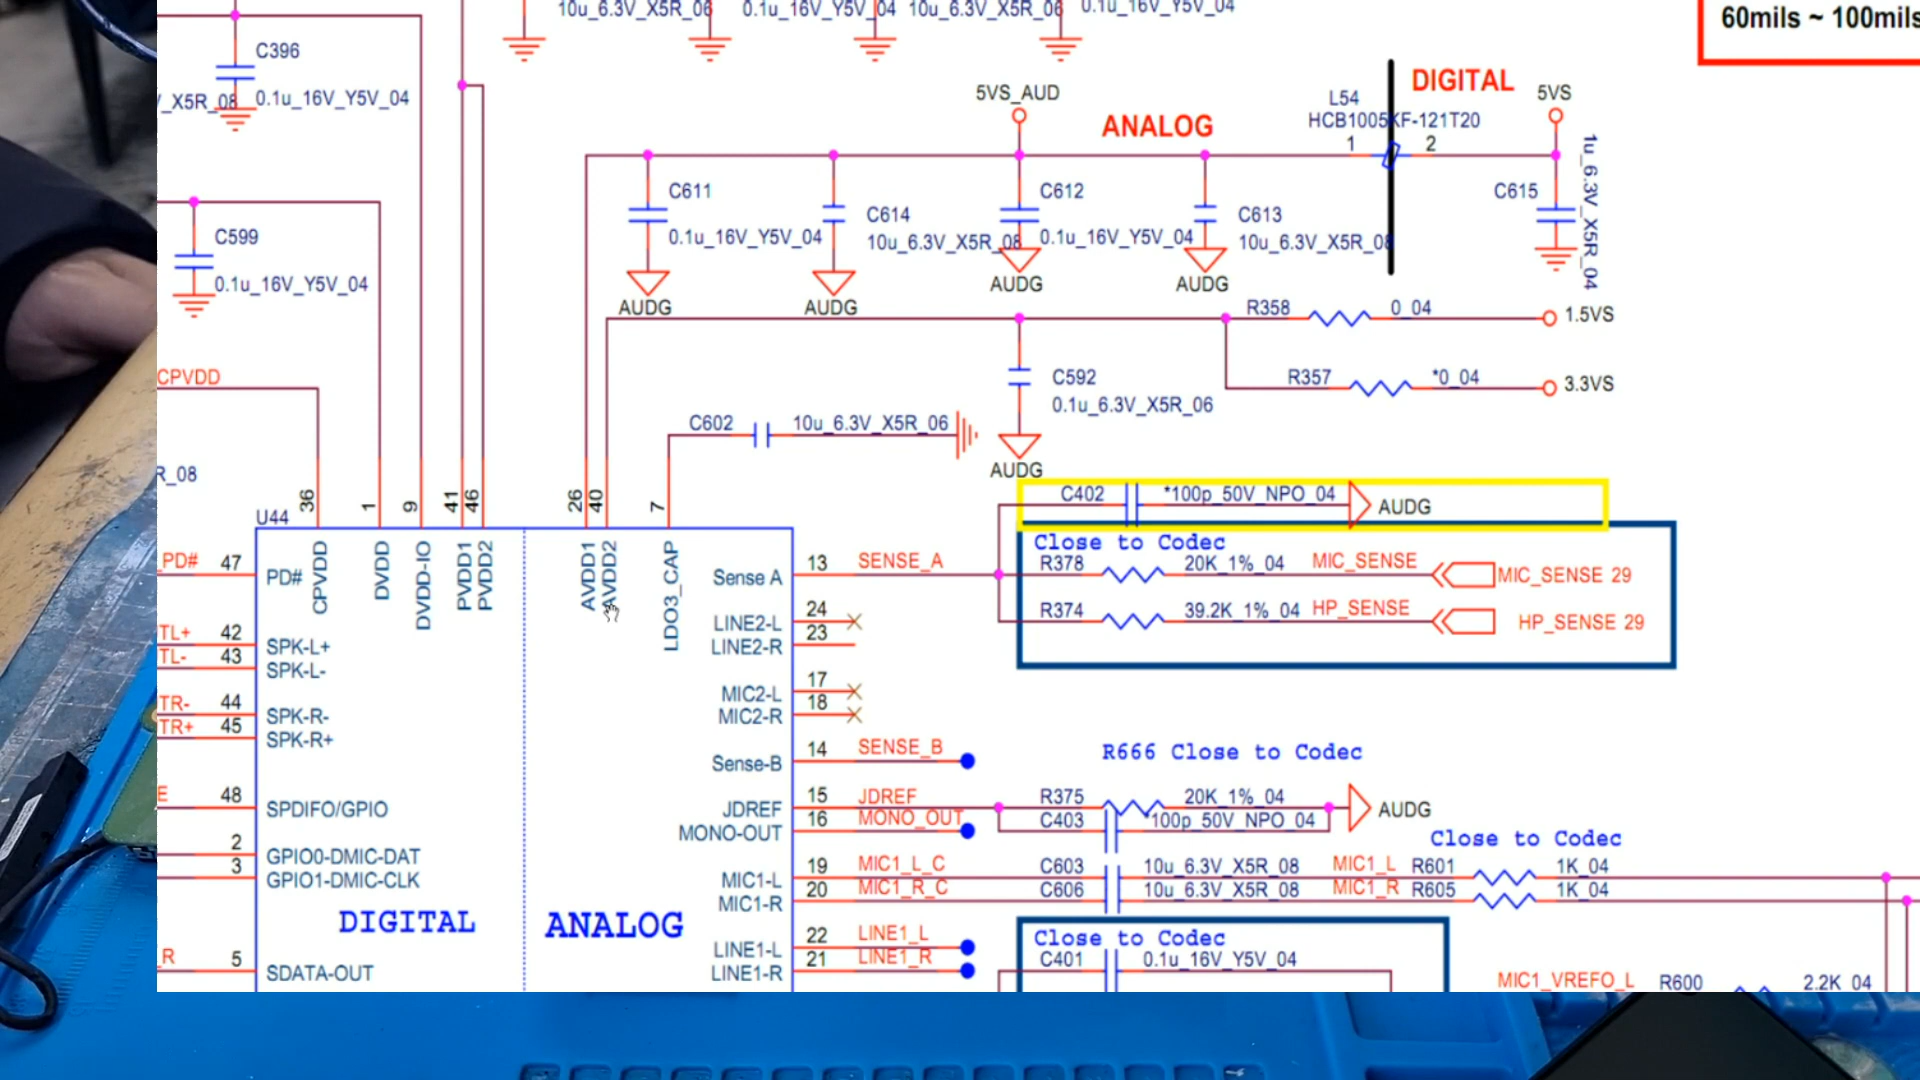 10u_6.3V_X5R_06
0.1u_16V_Y5V_04
10u_6.3V_X5R_06
0.1u_16V_Y5V_04
60mils ~ 100mils
C396
0.1u_16V_Y5V_04
/_X5R_08
5VS_AUD
ANALOG
DIGITAL
L54
HCB1005KF-121T20
1
2
5VS
C615
1u_6.3V_X5R_04
C611
0.1u_16V_Y5V_04
AUDG
C614
10u_6.3V_X5R_08
AUDG
C612
0.1u_16V_Y5V_04
AUDG
C613
10u_6.3V_X5R_08
AUDG
C599
0.1u_16V_Y5V_04
R358
0_04
1.5VS
R357
*0_04
3.3VS
C592
0.1u_6.3V_X5R_06
AUDG
CPVDD
C602
10u_6.3V_X5R_06
R_08
U44
36
1
9
41
46
26
40
7
CPVDD
DVDD
DVDD-IO
PVDD1
PVDD2
AVDD1
AVDD2
LDO3_CAP
C402
*100p_50V_NPO_04
AUDG
Close to Codec
_PD#
47
PD#
Sense A
13
SENSE_A
R378
20K_1%_04
MIC_SENSE
MIC_SENSE 29
R374
39.2K_1%_04
HP_SENSE
HP_SENSE 29
LINE2-L
24
LINE2-R
23
TL+
42
SPK-L+
TL-
43
SPK-L-
MIC2-L
17
MIC2-R
18
TR-
44
SPK-R-
TR+
45
SPK-R+
Sense-B
14
SENSE_B
R666 Close to Codec
E
48
SPDIFO/GPIO
JDREF
15
JDREF
R375
20K_1%_04
AUDG
MONO-OUT
16
MONO_OUT
C403
*100p_50V_NPO_04
Close to Codec
2
GPIO0-DMIC-DAT
3
GPIO1-DMIC-CLK
MIC1-L
19
MIC1_L_C
C603
10u_6.3V_X5R_08
MIC1_L
R601
1K_04
MIC1-R
20
MIC1_R_C
C606
10u_6.3V_X5R_08
MIC1_R
R605
1K_04
DIGITAL
ANALOG
LINE1-L
22
LINE1_L
LINE1-R
21
LINE1_R
Close to Codec
C401
0.1u_16V_Y5V_04
_R
5
SDATA-OUT
MIC1_VREFO_L
R600
2.2K_04